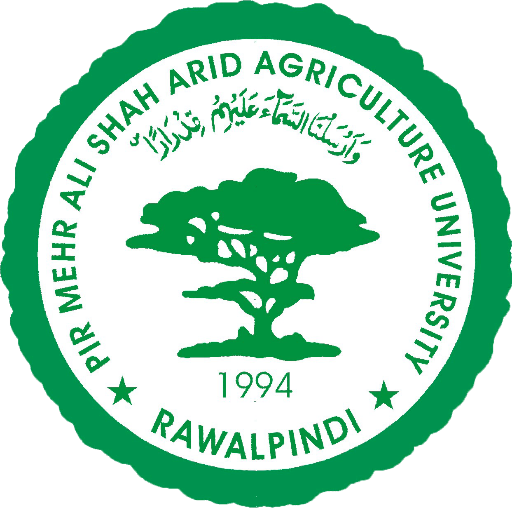 PIR MEHR ALI SHAH ARID AGRICULTURE UNIVERSITY
وَأَرْسَلْنَا السَّمَاءَ عَلَيْهِمْ مِدْرَارًا
1994
RAWALPINDI